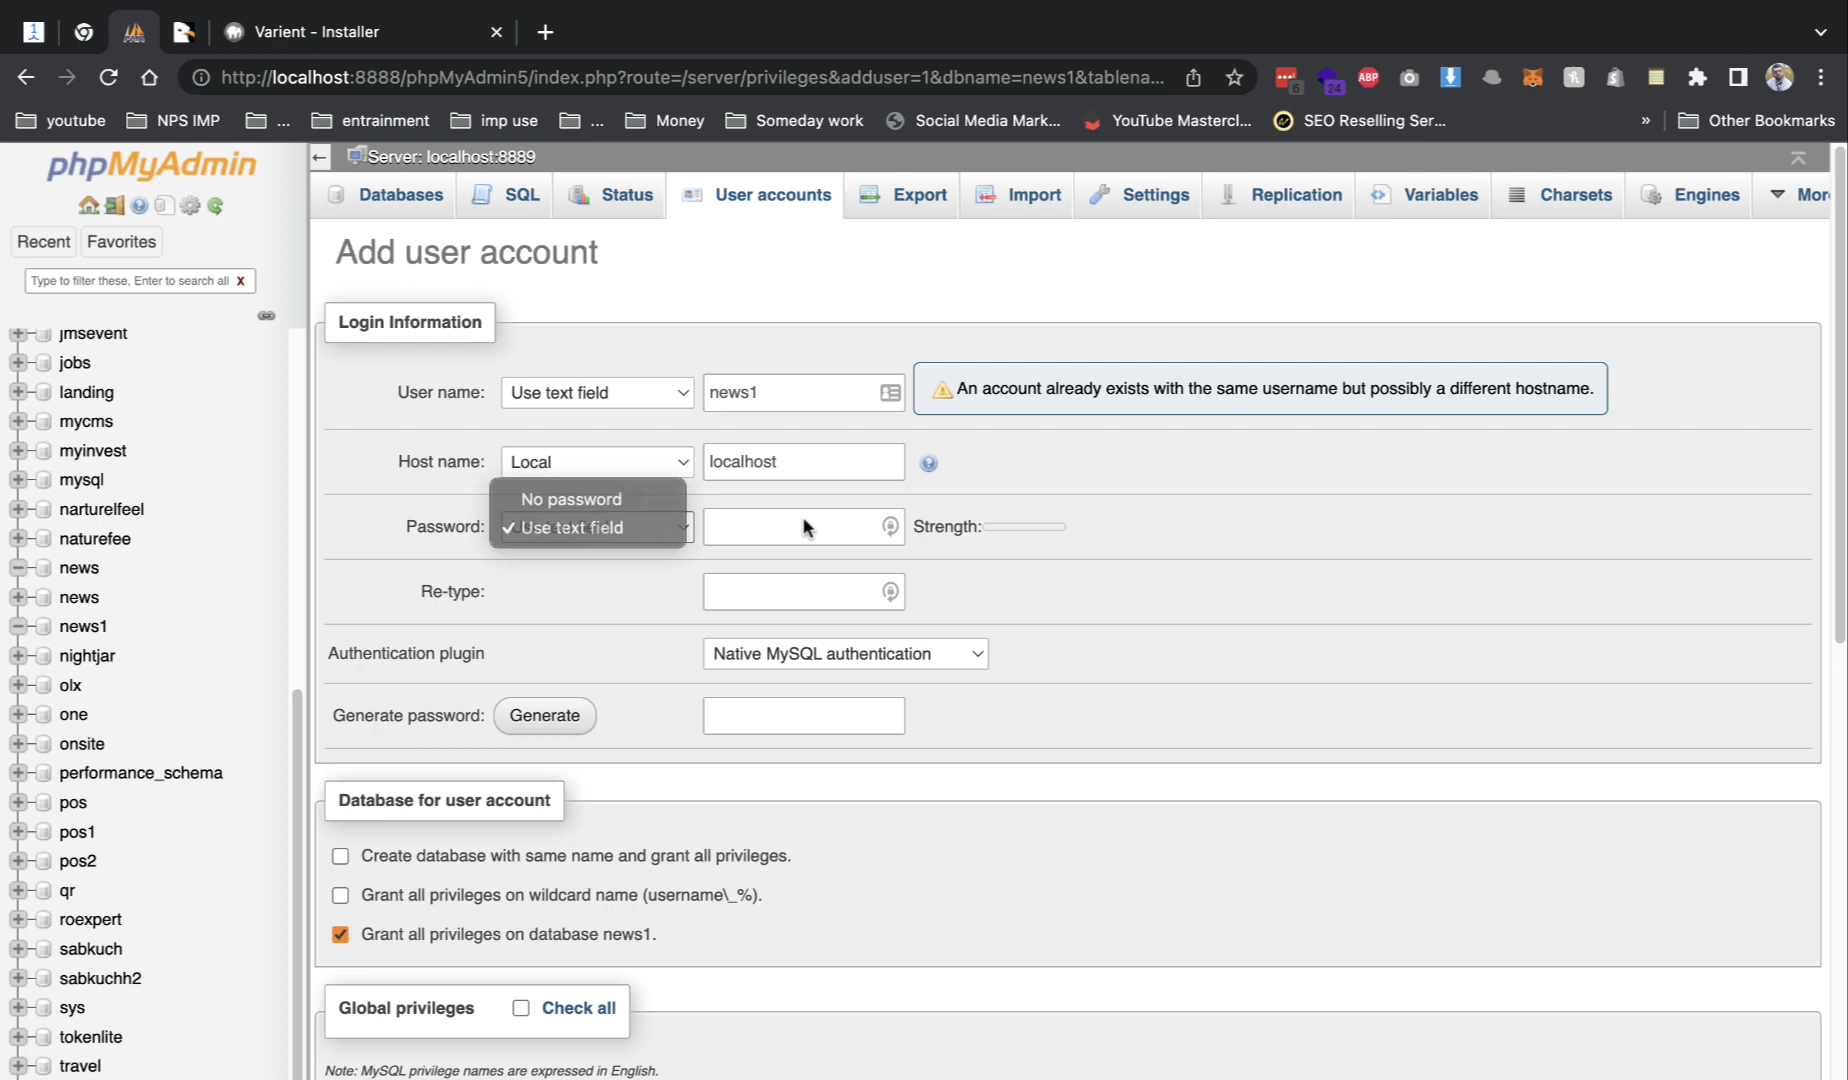 Varient - Installer
http://localhost:8888/phpMyAdmin5/index.php?route=/server/privileges&adduser=1&dbname=news1&tablena...
6
24
ABP
youtube
NPS IMP
...
entrainment
imp use
...
Money
Someday work
Social Media Mark...
YouTube Mastercl...
SEO Reselling Ser...
»
Other Bookmarks
phpMyAdmin
Recent
Favorites
Type to filter these, Enter to search all
X
jmsevent
jobs
landing
mycms
myinvest
mysql
narturelfeel
naturefee
news
news
news1
nightjar
olx
one
onsite
performance_schema
pos
pos1
pos2
qr
roexpert
sabkuch
sabkuchh2
sys
tokenlite
travel
Server: localhost:8889
Databases
SQL
Status
User accounts
Export
Import
Settings
Replication
Variables
Charsets
Engines
More
Add user account
Login Information
User name:
Use text field
news1
An account already exists with the same username but possibly a different hostname.
Host name:
Local
localhost
No password
Password:
✓ Use text field
Strength:
Re-type:
Authentication plugin
Native MySQL authentication
Generate password:
Generate
Database for user account
Create database with same name and grant all privileges.
Grant all privileges on wildcard name (username\_%).
Grant all privileges on database news1.
Global privileges
Check all
Note: MySQL privilege names are expressed in English.